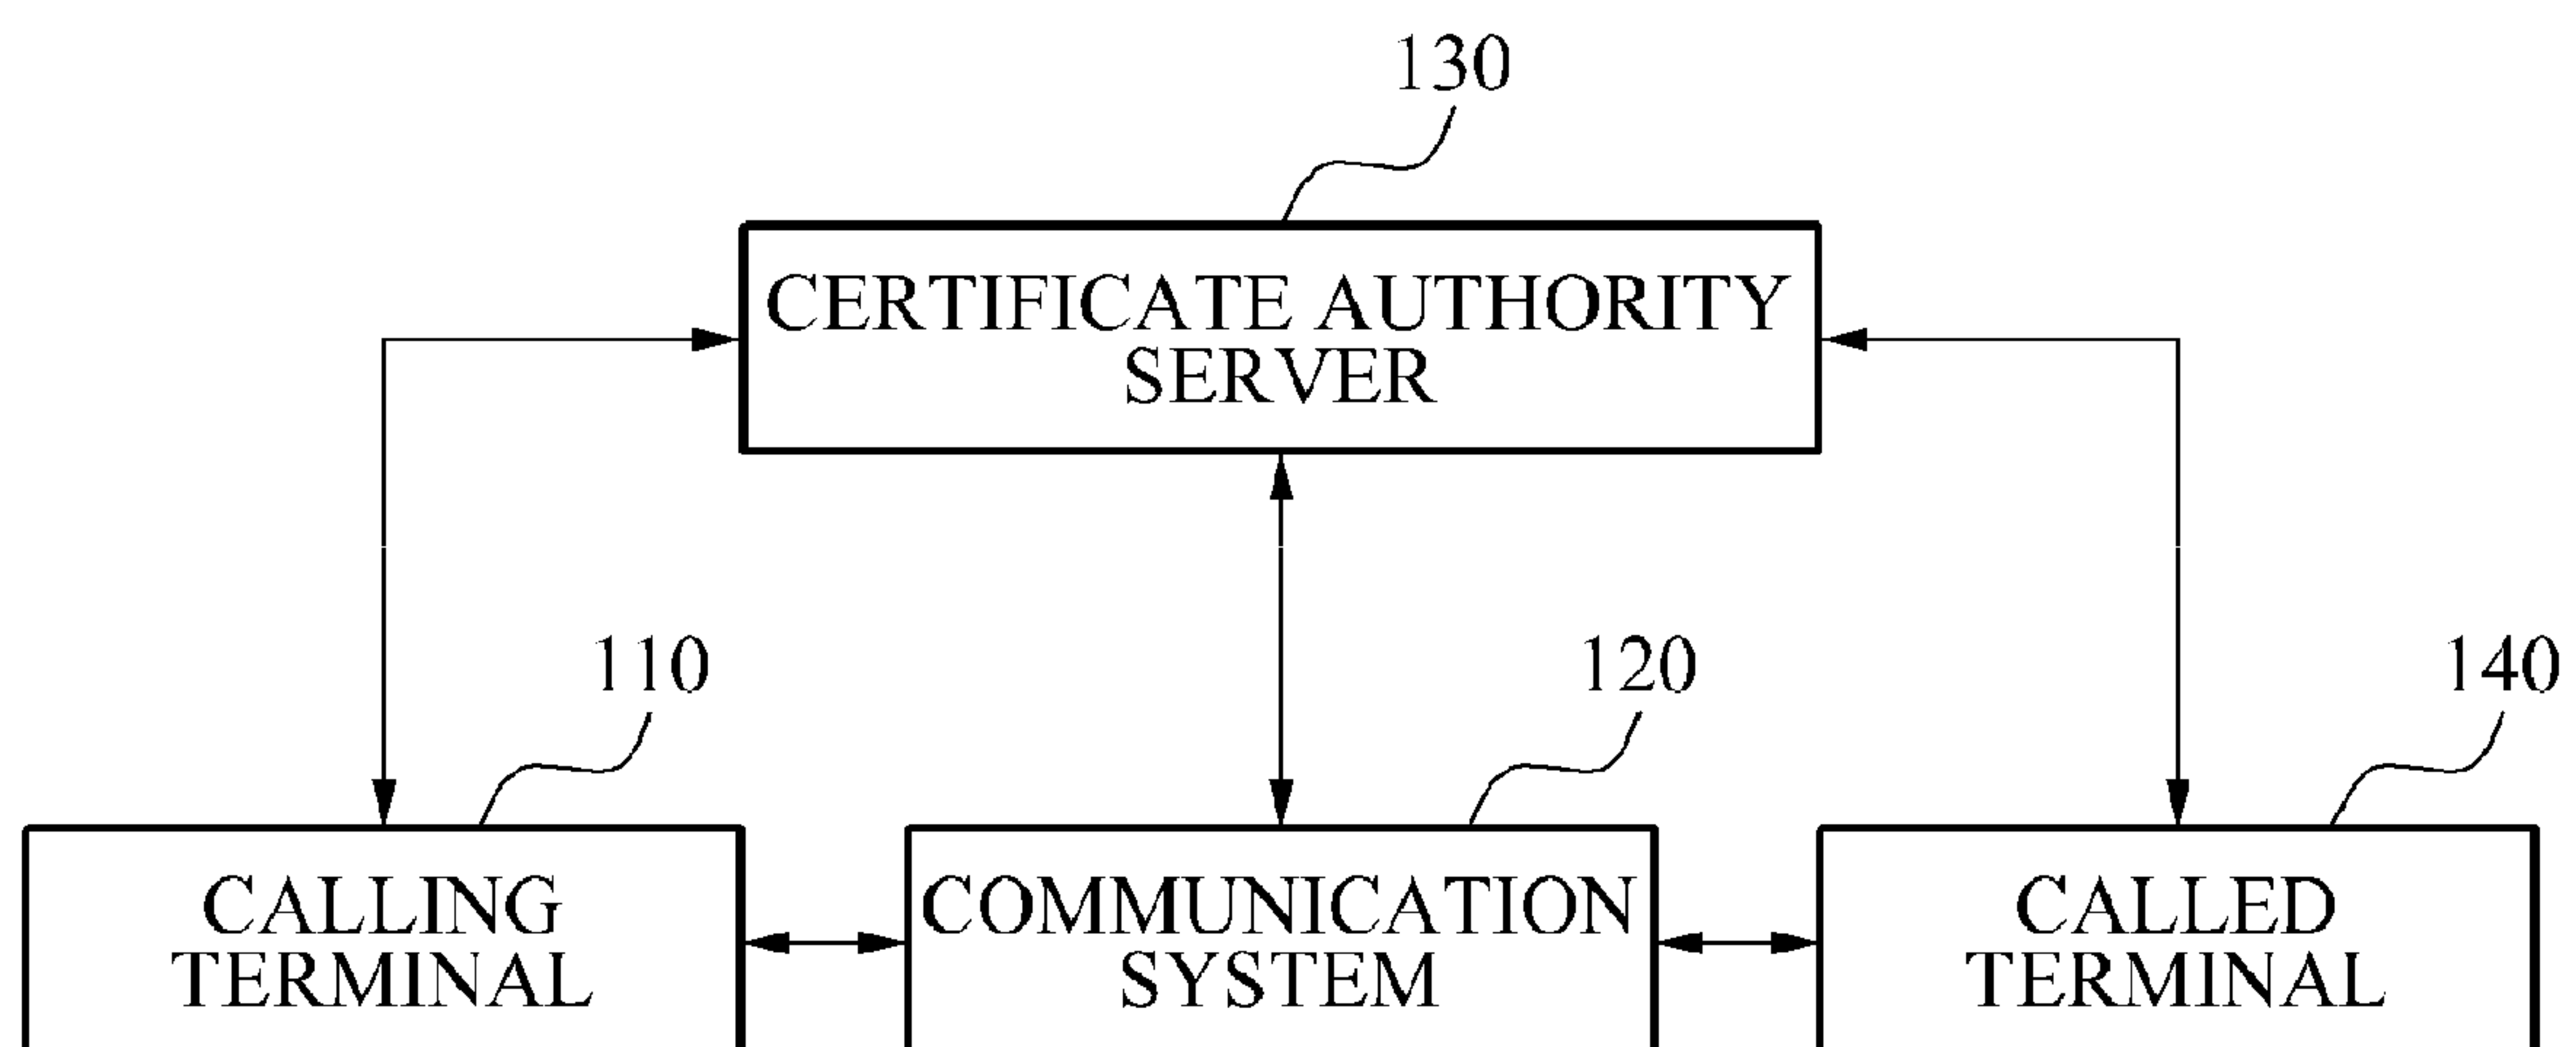 130
CERTIFICATE AUTHORITY
SERVER
110
120
140
CALLING
TERMINAL
COMMUNICATION
SYSTEM
CALLED
TERMINAL